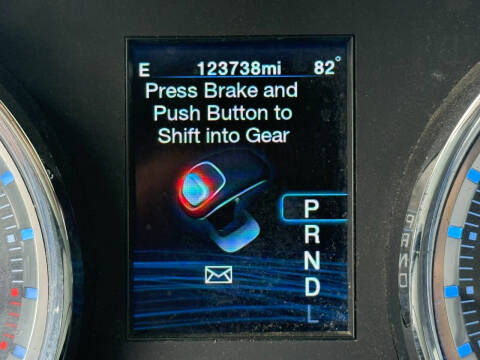 E 123738mi 82°
Press Brake and
Push Button to
Shift into Gear
P
R
N
D
L